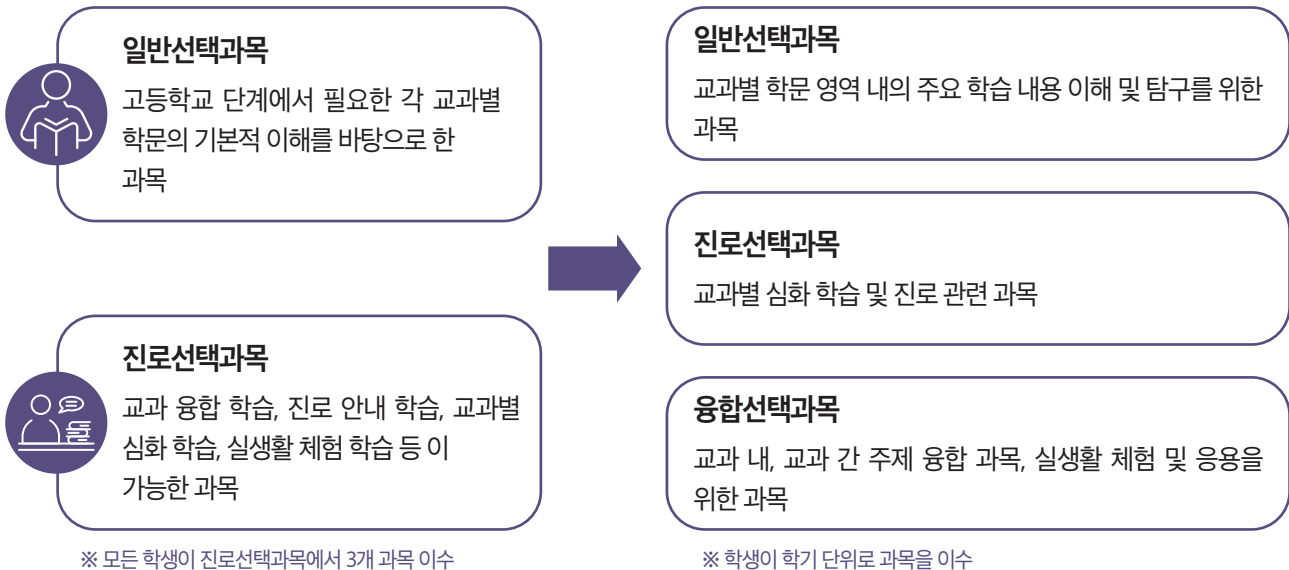 일반선택과목
고등학교 단계에서 필요한 각 교과별
학문의 기본적 이해를 바탕으로 한
과목
진로선택과목
교과 융합 학습, 진로 안내 학습, 교과별
심화 학습, 실생활 체험 학습 등 이
가능한 과목
※ 모든 학생이 진로선택과목에서 3개 과목 이수
일반선택과목
교과별 학문 영역 내의 주요 학습 내용 이해 및 탐구를 위한
과목
진로선택과목
교과별 심화 학습 및 진로 관련 과목
융합선택과목
교과 내, 교과 간 주제 융합 과목, 실생활 체험 및 응용을
위한 과목
※ 학생이 학기 단위로 과목을 이수